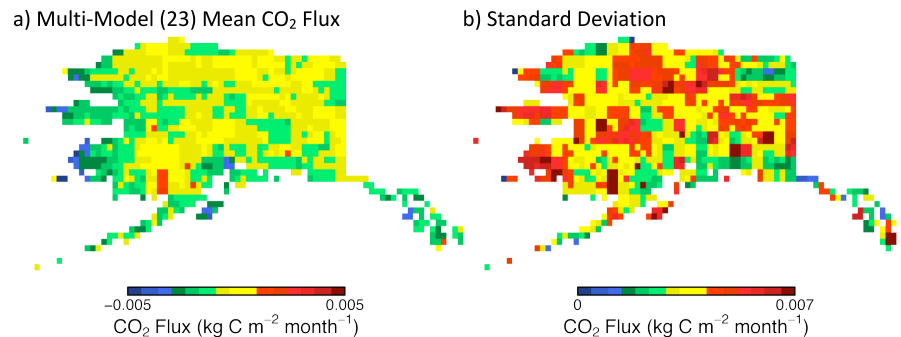 a) Multi-Model (23) Mean CO₂ Flux
b) Standard Deviation
−0.005 0.005
CO₂ Flux (kg C m⁻² month⁻¹)
0 0.007
CO₂ Flux (kg C m⁻² month⁻¹)